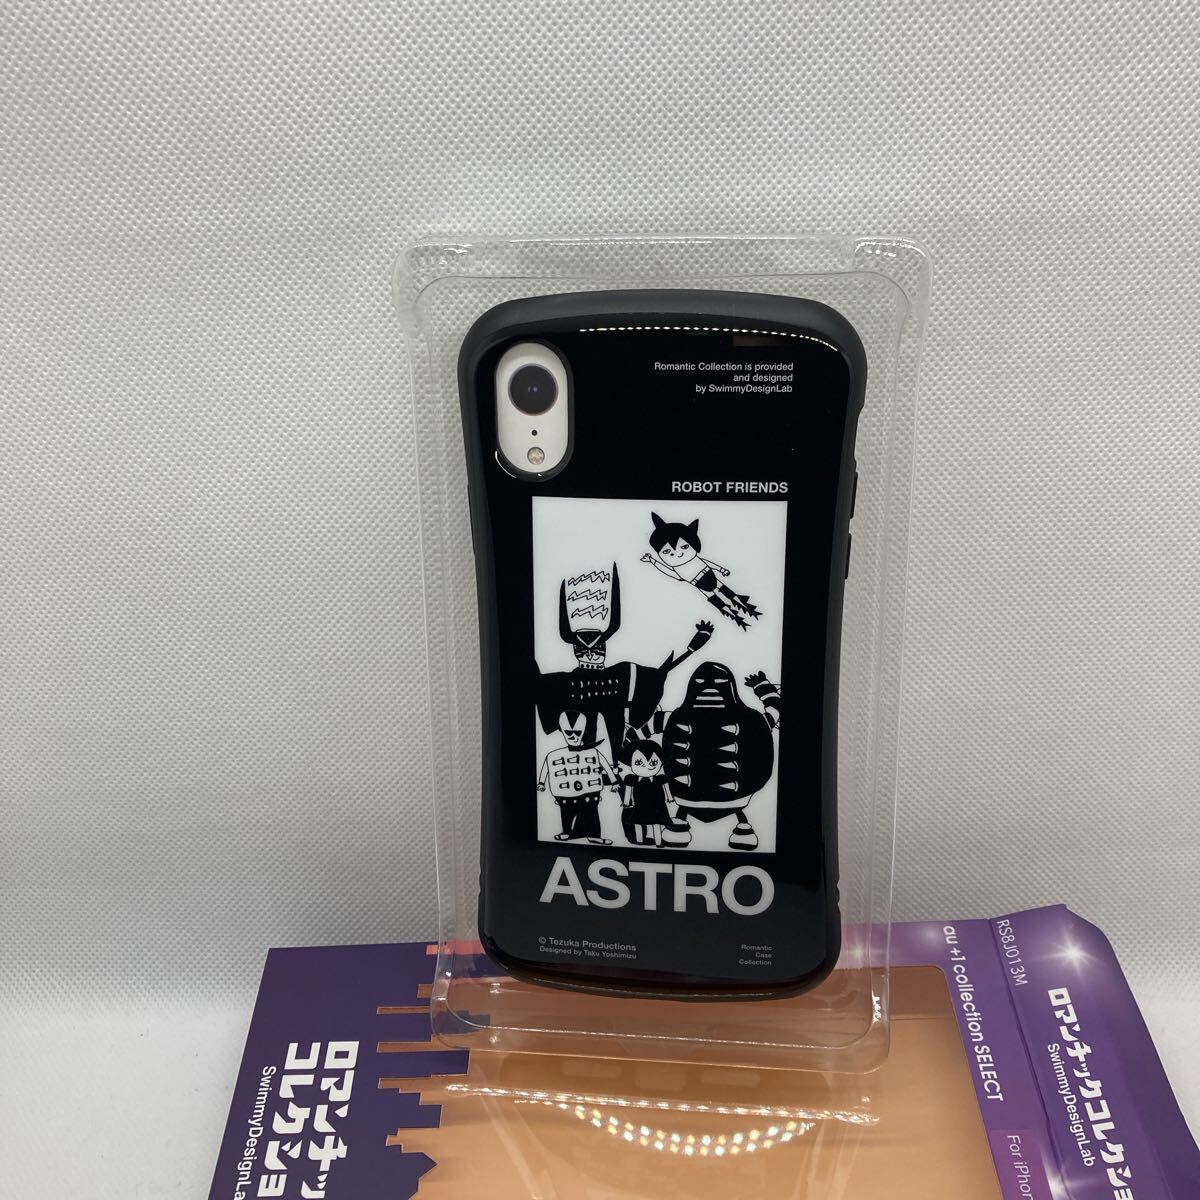 Romantic Collection is provided
and designed
by SwimmyDesignLab
ROBOT FRIENDS
ASTRO
© Tezuka Productions
Designed by Taku Yoshimizu
Romantic
Case
Collection
ロマンチッ
コレクショ
SwimmyDesignLa
RS8J013M
au +1 collection SELECT
ロマンチックコレクショ
SwimmyDesignLab
For iPhon